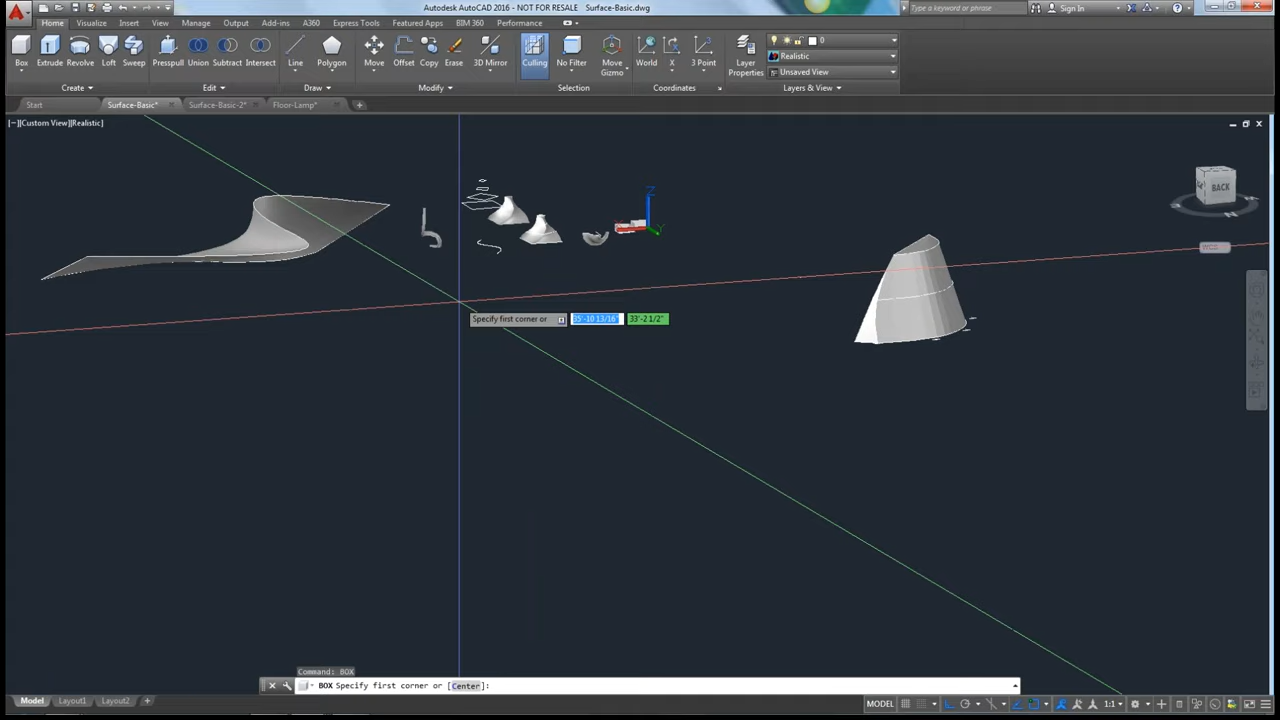 Autodesk AutoCAD 2016 - NOT FOR RESALE Surface-Basic.dwg
Type a keyword or phrase
Sign In
Home Visualize Insert View Manage Output Add-ins A360 Express Tools Featured Apps BIM 360 Performance
0
Realistic
Unsaved View
Box Extrude Revolve Loft Sweep Presspull Union Subtract Intersect Line Polygon Move Offset Copy Erase 3D Mirror Culling No Filter Move Gizmo World X 3 Point Layer Properties
Create Edit Draw Modify Selection Coordinates Layers & View
Start Surface-Basic* Surface-Basic-2* Floor-Lamp*
[−][Custom View][Realistic]
Z
BACK
Specify first corner or 35'-10 13/16" 33'-2 1/2"
Command: BOX
BOX Specify first corner or [Center]:
Model Layout1 Layout2
MODEL 1:1